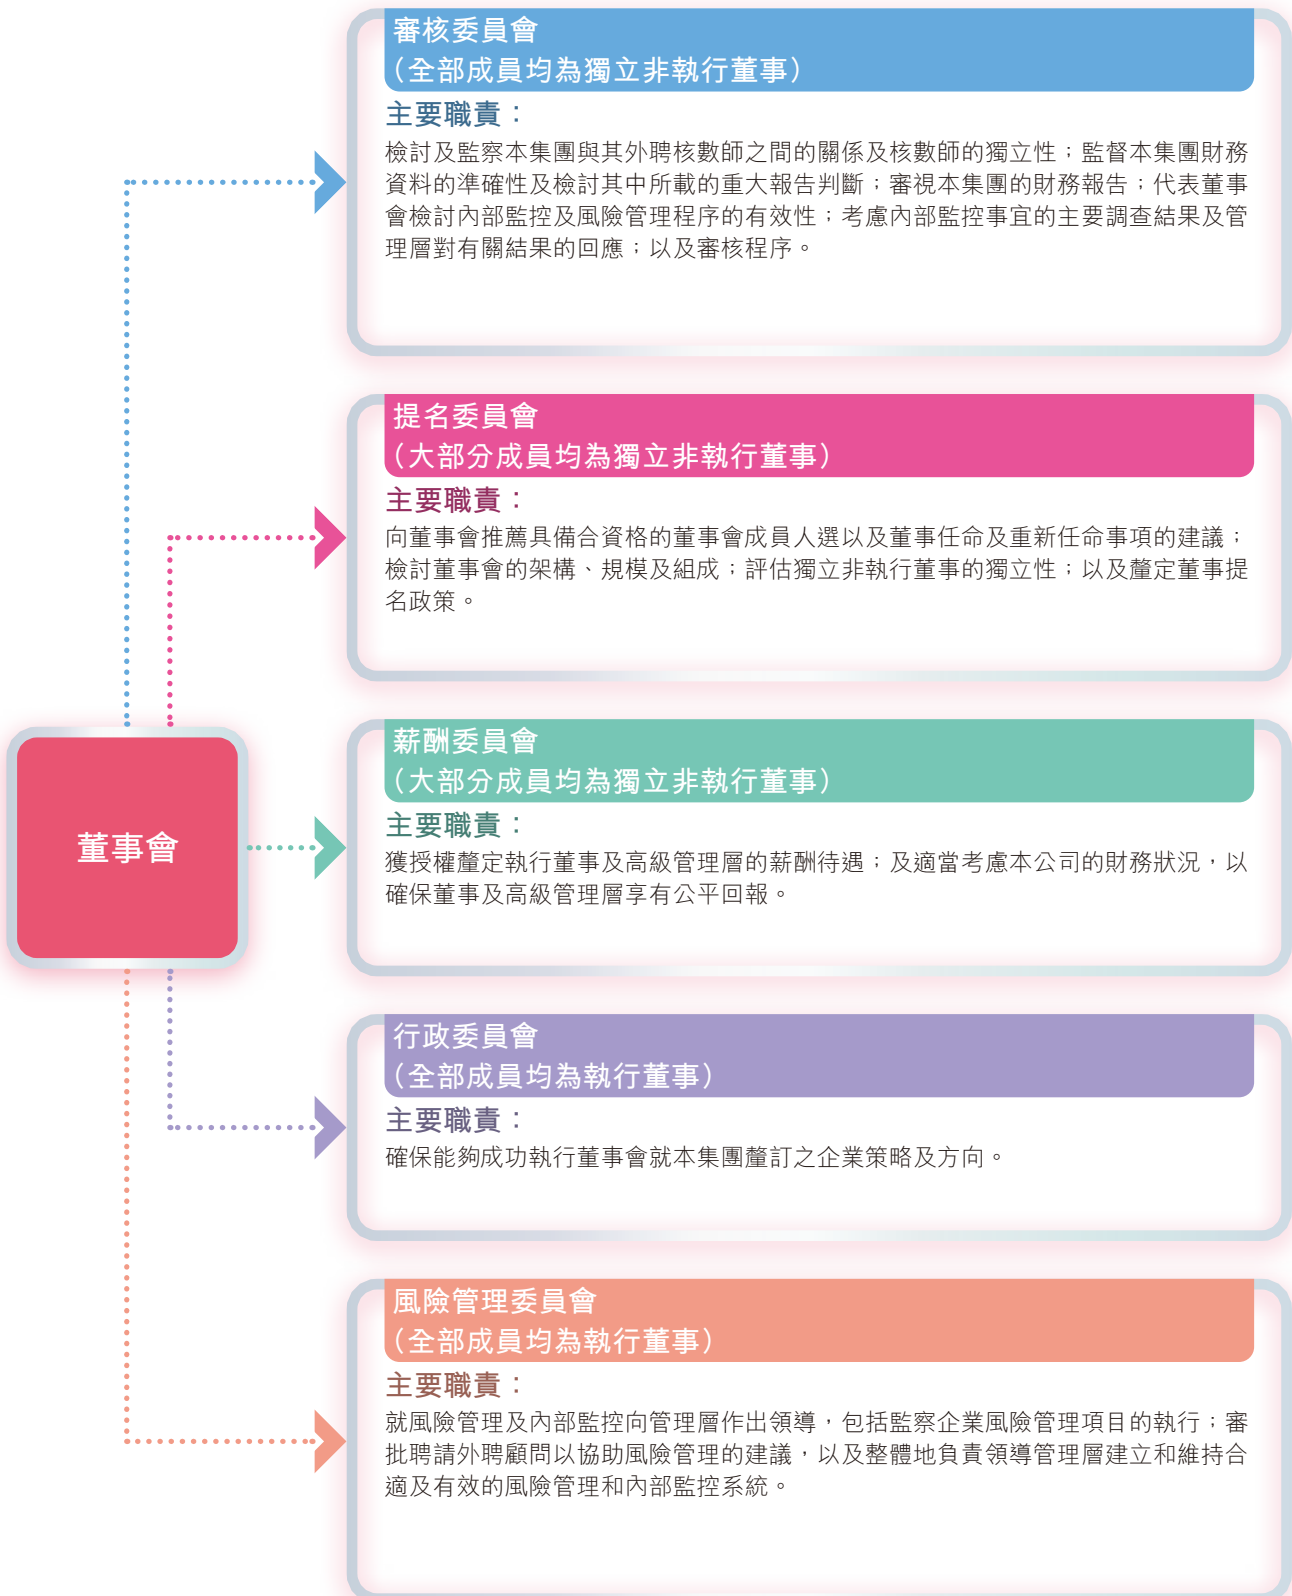 審核委員會
（全部成員均為獨立非執行董事）
主要職責：
檢討及監察本集團與其外聘核數師之間的關係及核數師的獨立性；監督本集團財務
資料的準確性及檢討其中所載的重大報告判斷；審視本集團的財務報告；代表董事
會檢討內部監控及風險管理程序的有效性；考慮內部監控事宜的主要調查結果及管
理層對有關結果的回應；以及審核程序。
提名委員會
（大部分成員均為獨立非執行董事）
主要職責：
向董事會推薦具備合資格的董事會成員人選以及董事任命及重新任命事項的建議；
檢討董事會的架構、規模及組成；評估獨立非執行董事的獨立性；以及釐定董事提
名政策。
董事會
薪酬委員會
（大部分成員均為獨立非執行董事）
主要職責：
獲授權釐定執行董事及高級管理層的薪酬待遇；及適當考慮本公司的財務狀況，以
確保董事及高級管理層享有公平回報。
行政委員會
（全部成員均為執行董事）
主要職責：
確保能夠成功執行董事會就本集團釐訂之企業策略及方向。
風險管理委員會
（全部成員均為執行董事）
主要職責：
就風險管理及內部監控向管理層作出領導，包括監察企業風險管理項目的執行；審
批聘請外聘顧問以協助風險管理的建議，以及整體地負責領導管理層建立和維持合
適及有效的風險管理和內部監控系統。